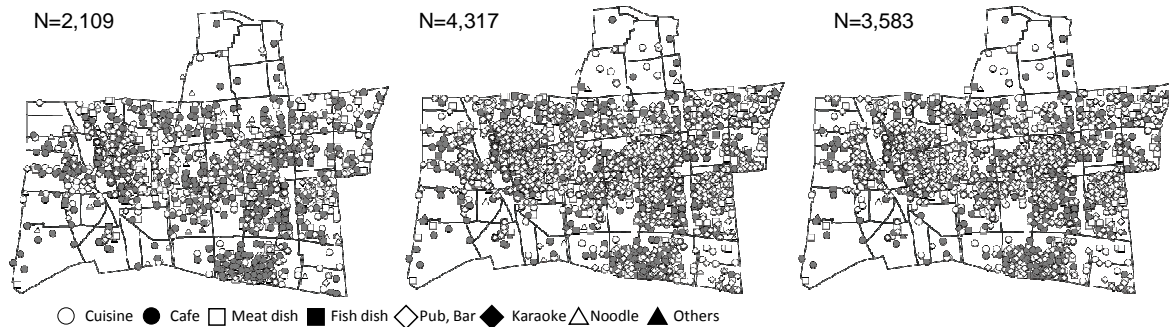 N=2,109
N=4,317
N=3,583
Cuisine Cafe Meat dish Fish dish Pub, Bar Karaoke Noodle Others